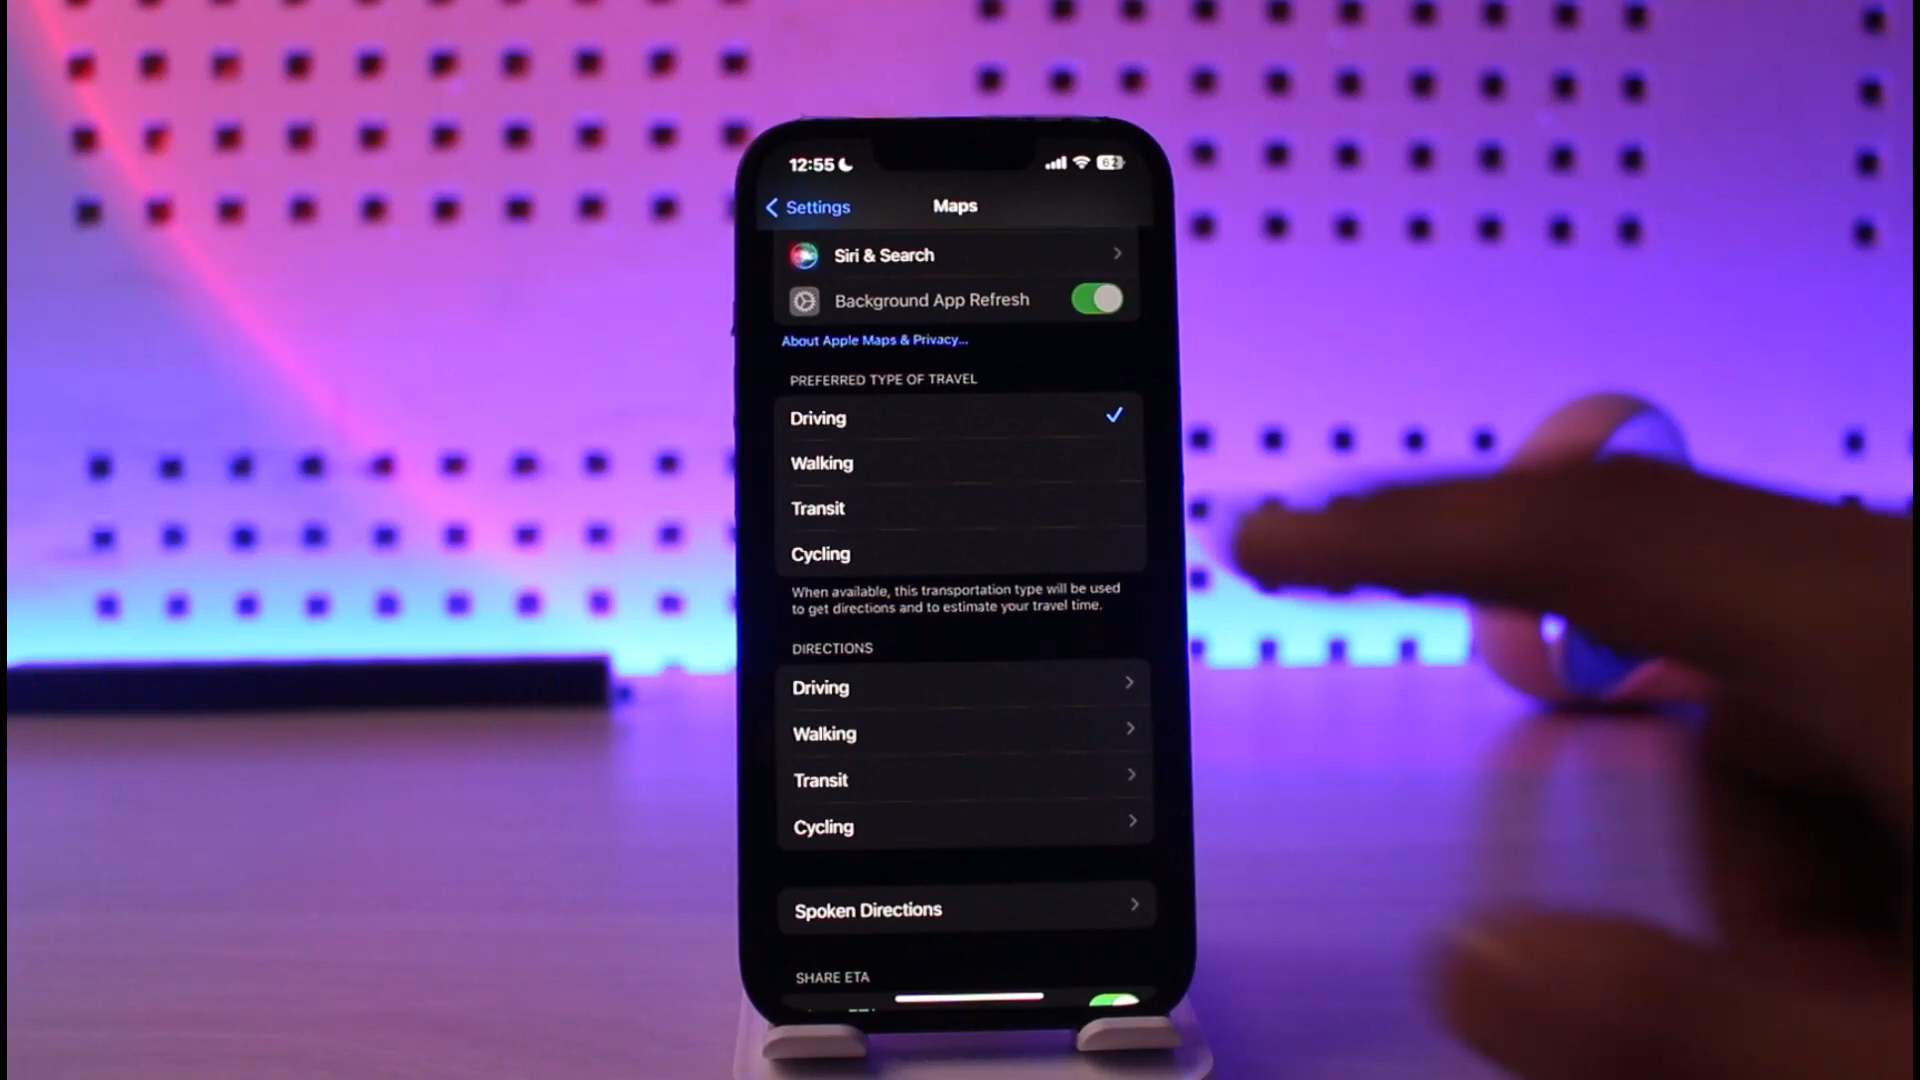 12:55
62
Settings
Maps
Siri & Search
Background App Refresh
About Apple Maps & Privacy...
PREFERRED TYPE OF TRAVEL
Driving
Walking
Transit
Cycling
When available, this transportation type will be used
to get directions and to estimate your travel time.
DIRECTIONS
Driving
Walking
Transit
Cycling
Spoken Directions
SHARE ETA